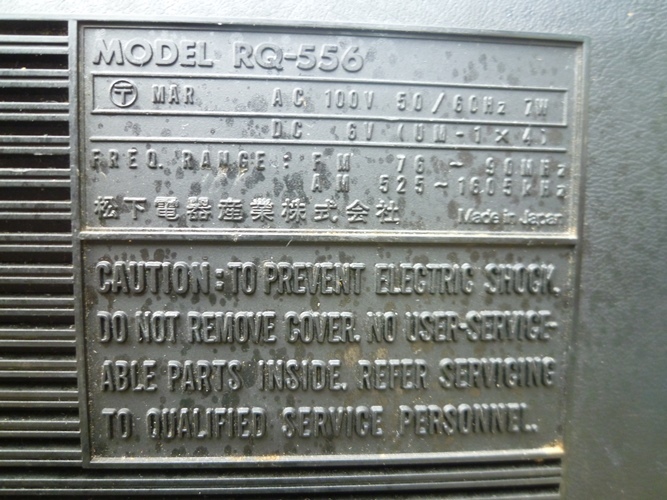 MODEL RQ-556
Ⓣ MAR AC 100V 50/60Hz 7W
DC 6V (UM-1×4)
FREQ. RANGE: FM 76~90MHz
AM 525~1605kHz
松下電器産業株式会社 Made in Japan
CAUTION: TO PREVENT ELECTRIC SHOCK,
DO NOT REMOVE COVER. NO USER-SERVICE-
ABLE PARTS INSIDE. REFER SERVICING
TO QUALIFIED SERVICE PERSONNEL.